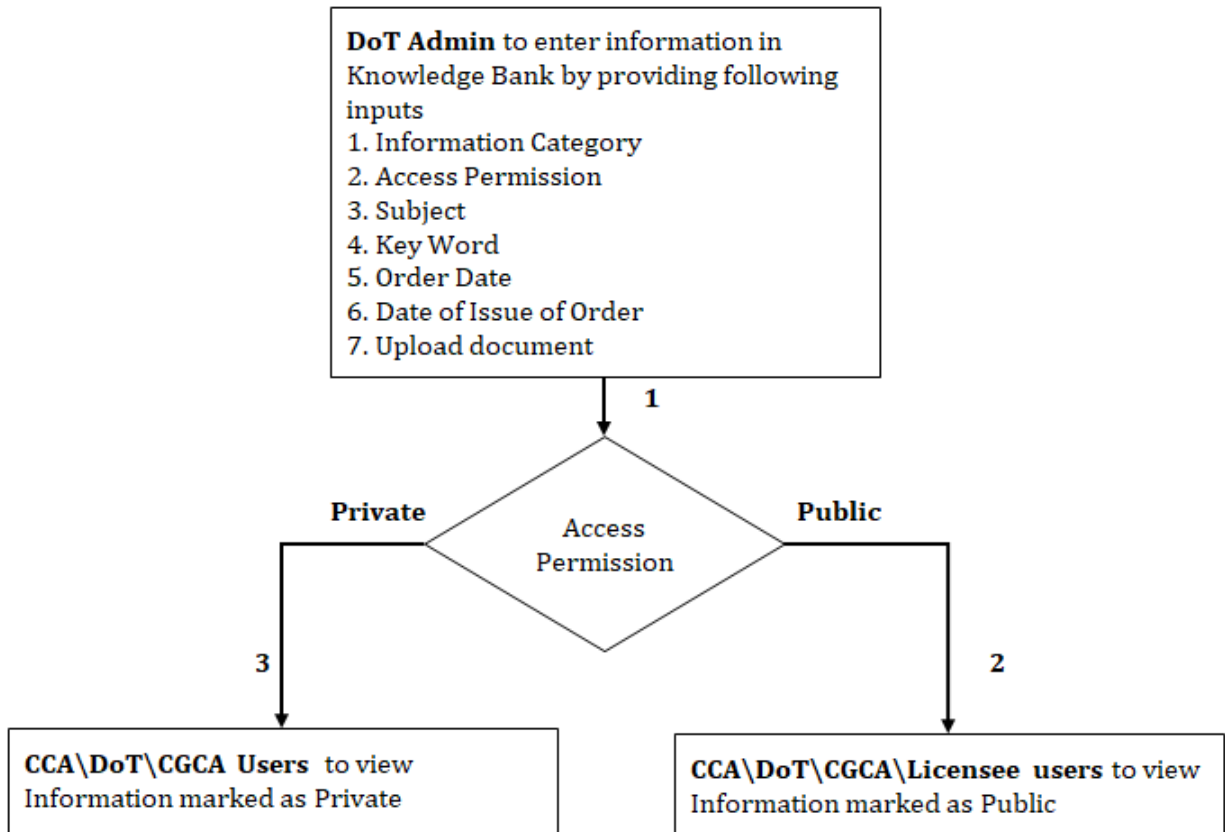 DoT Admin to enter information in
Knowledge Bank by providing following
inputs
1. Information Category
2. Access Permission
3. Subject
4. Key Word
5. Order Date
6. Date of Issue of Order
7. Upload document
1
Private
Public
Access
Permission
3
2
CCA\DoT\CGCA Users to view
Information marked as Private
CCA\DoT\CGCA\Licensee users to view
Information marked as Public